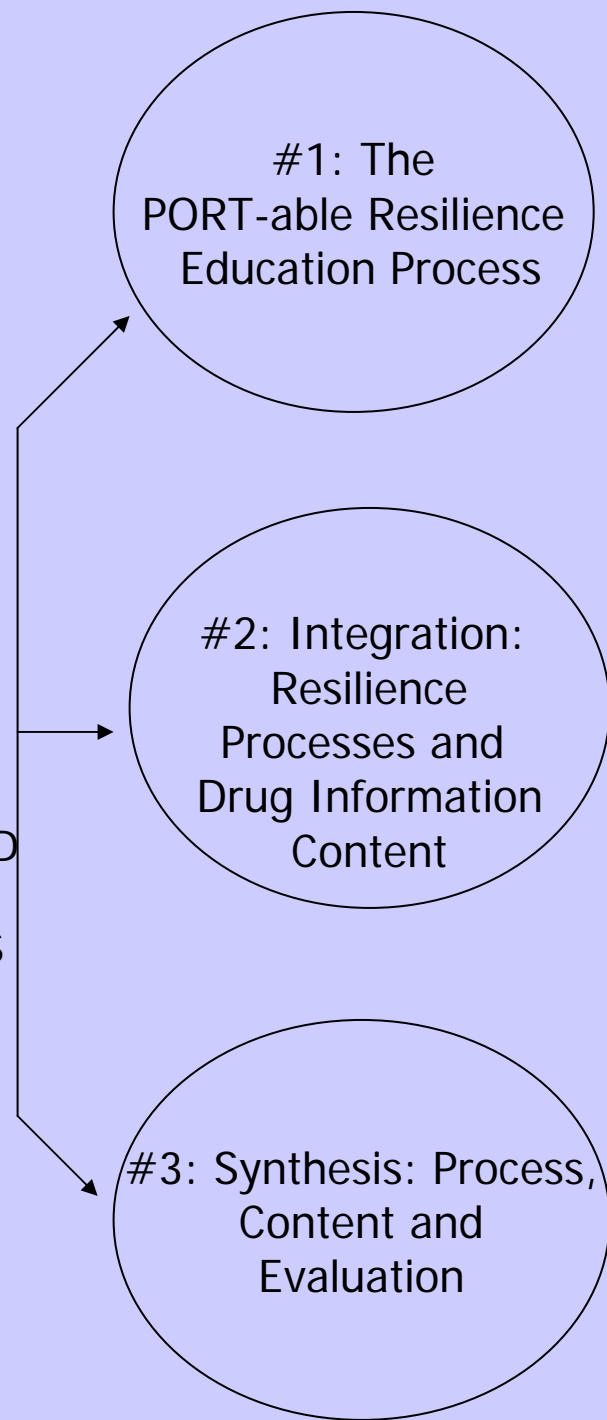 #1: The
PORT-able Resilience
Education Process
#2: Integration:
Resilience
Processes and
Drug Information
Content
#3: Synthesis: Process,
Content and
Evaluation